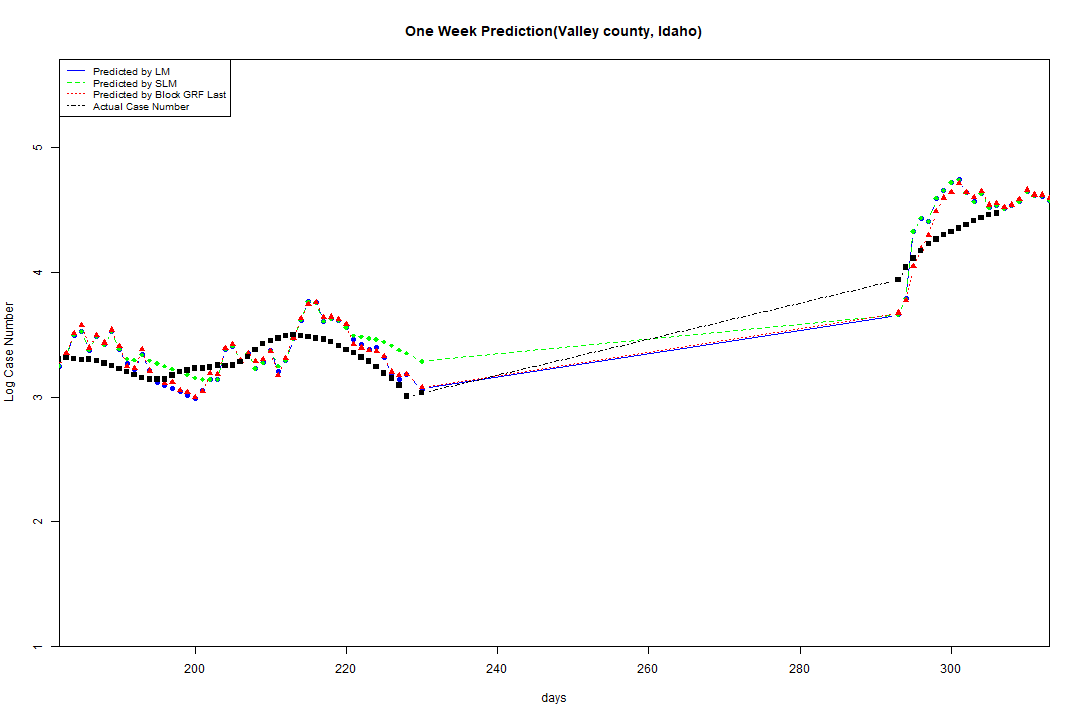 One Week Prediction(Valley county, Idaho)
Predicted by LM
Predicted by SLM
Predicted by Block GRF Last
Actual Case Number
5
4
3
2
1
Log Case Number
200 220 240 260 280 300
days